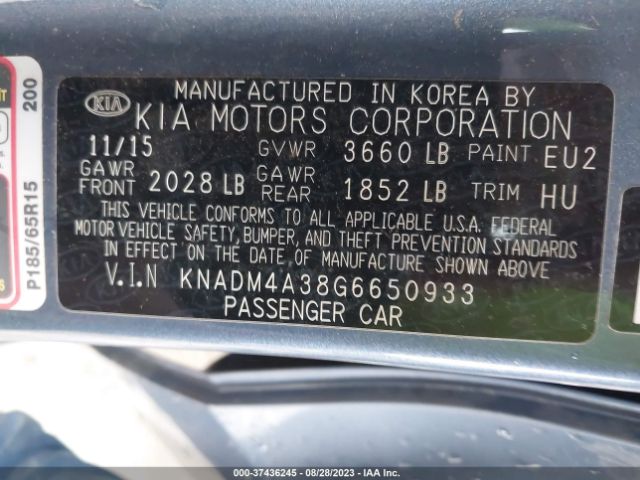 MANUFACTURED IN KOREA BY
KIA KIA MOTORS CORPORATION
11/15 GVWR 3660 LB PAINT EU2
GAWR FRONT 2028 LB GAWR REAR 1852 LB TRIM HU
THIS VEHICLE CONFORMS TO ALL APPLICABLE U.S.A. FEDERAL
MOTOR VEHICLE SAFETY, BUMPER, AND THEFT PREVENTION STANDARDS
IN EFFECT ON THE DATE OF MANUFACTURE SHOWN ABOVE
V.I.N KNADM4A38G6650933
PASSENGER CAR
P185/65R15 200
000-37436245 - 08/28/2023 - IAAI.COM